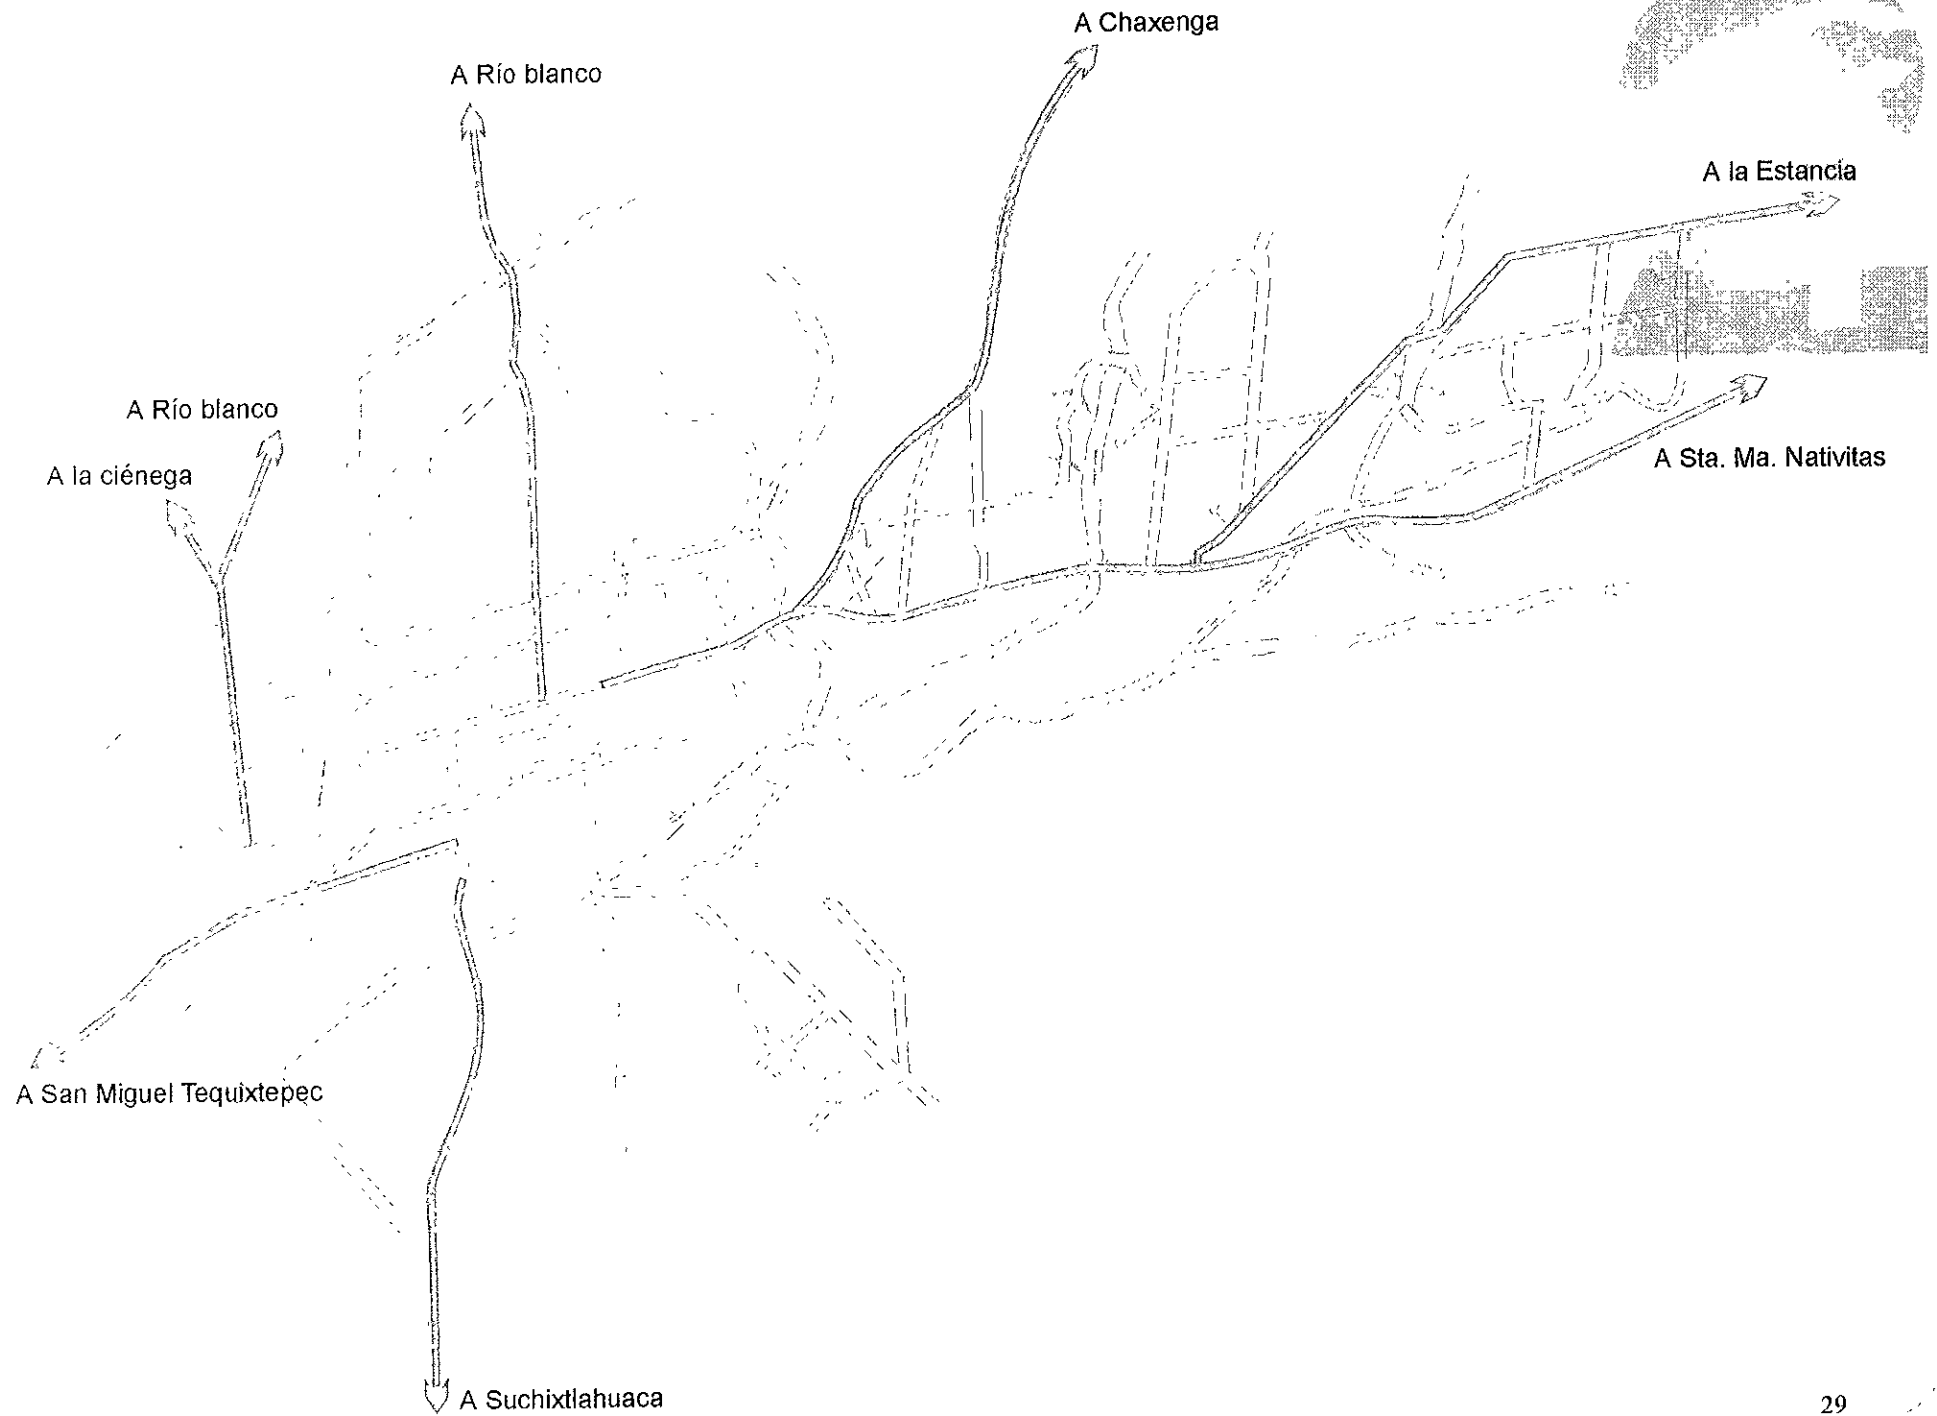 A Chaxenga
A Río blanco
A la Estancia
A Río blanco
A la ciénega
A Sta. Ma. Nativitas
A San Miguel Tequixtepec
A Suchixtlahuaca
29